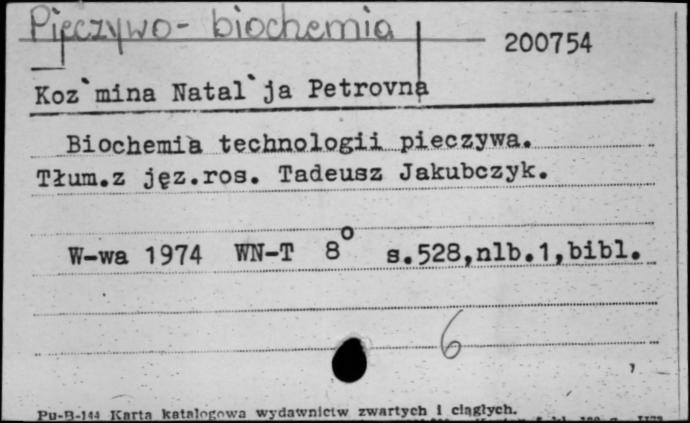 Pieczywo - biochemia
200754
Koz`mina Natal`ja Petrovna
Biochemia technologii pieczywa.
Tłum.z jęz.ros. Tadeusz Jakubczyk.
W-wa 1974 WN-T 8° s.528,nlb.1,bibl.
6
Pu-B-144 Karta katalogowa wydawnictw zwartych i ciągłych.